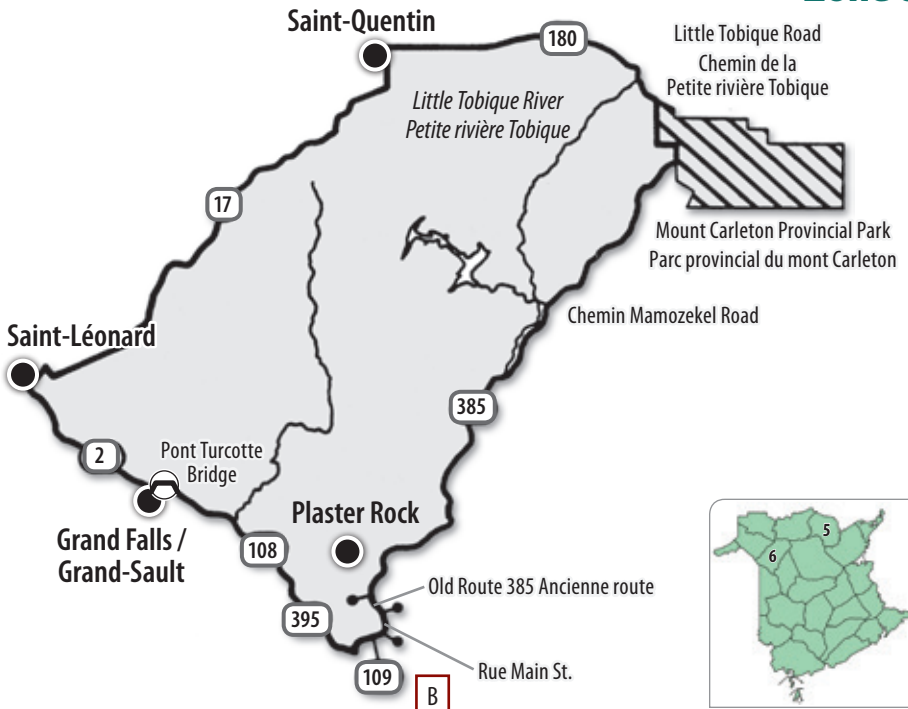 Saint-Quentin
180
Little Tobique Road
Chemin de la
Petite rivière Tobique
Little Tobique River
Petite rivière Tobique
17
Mount Carleton Provincial Park
Parc provincial du mont Carleton
Chemin Mamozekel Road
Saint-Léonard
385
2
Pont Turcotte
Bridge
Plaster Rock
Grand Falls /
Grand-Sault
108
Old Route 385 Ancienne route
395
Rue Main St.
109
B
5
6